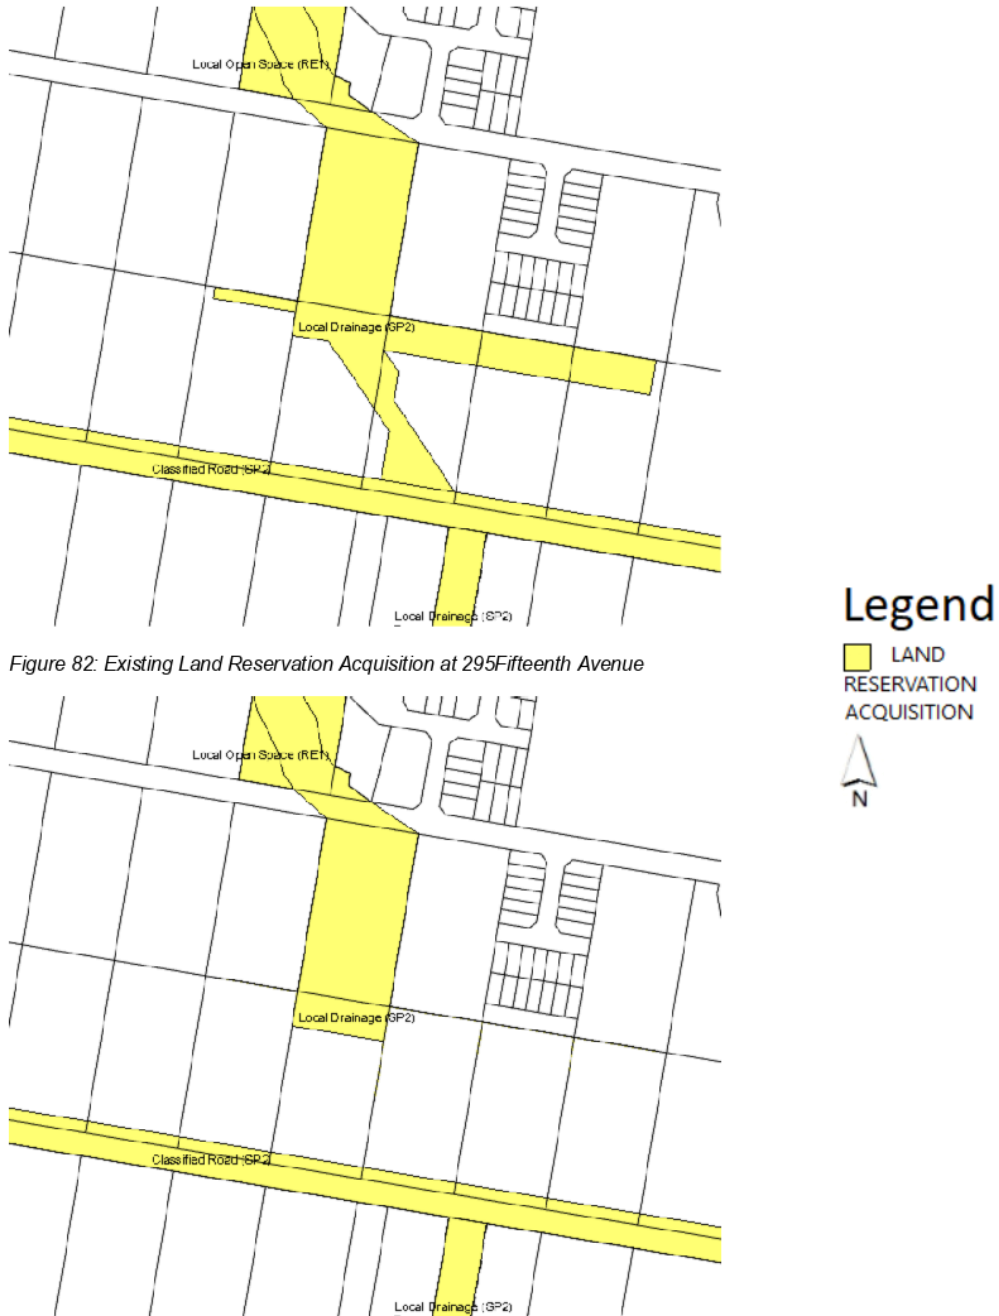 Local Open Space (RE1)
Local Drainage (SP2)
Classified Road (SP2)
Local Drainage (SP2)
Figure 82: Existing Land Reservation Acquisition at 295Fifteenth Avenue
Local Open Space (RE1)
Local Drainage (SP2)
Classified Road (SP2)
Local Drainage (SP2)
Legend
LAND
RESERVATION
ACQUISITION
N